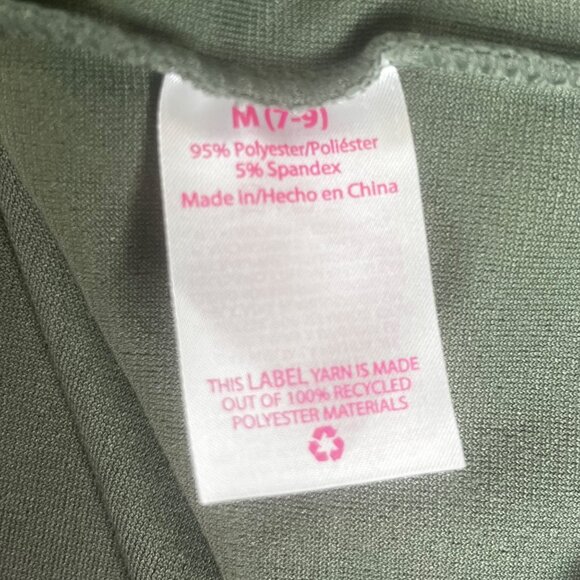 M (7-9)
95% Polyester/Poliéster
5% Spandex
Made in/Hecho en China
THIS LABEL YARN IS MADE
OUT OF 100% RECYCLED
POLYESTER MATERIALS